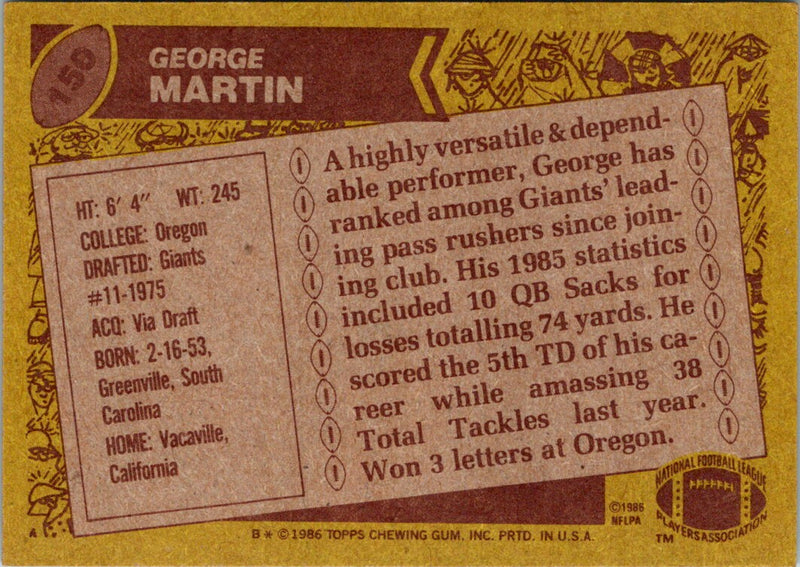 150
GEORGE
MARTIN
HT: 6' 4" WT: 245
COLLEGE: Oregon
DRAFTED: Giants
#11-1975
ACQ: Via Draft
BORN: 2-16-53,
Greenville, South
Carolina
HOME: Vacaville,
California
A highly versatile & depend-
able performer, George has
ranked among Giants' lead-
ing pass rushers since join-
ing club. His 1985 statistics
included 10 QB Sacks for
losses totalling 74 yards. He
scored the 5th TD of his ca-
reer while amassing 38
Total Tackles last year.
Won 3 letters at Oregon.
©1986
NFLPA
NATIONAL FOOTBALL LEAGUE
PLAYERS ASSOCIATION
TM
A
B* ©1986 TOPPS CHEWING GUM, INC. PRTD. IN U.S.A.